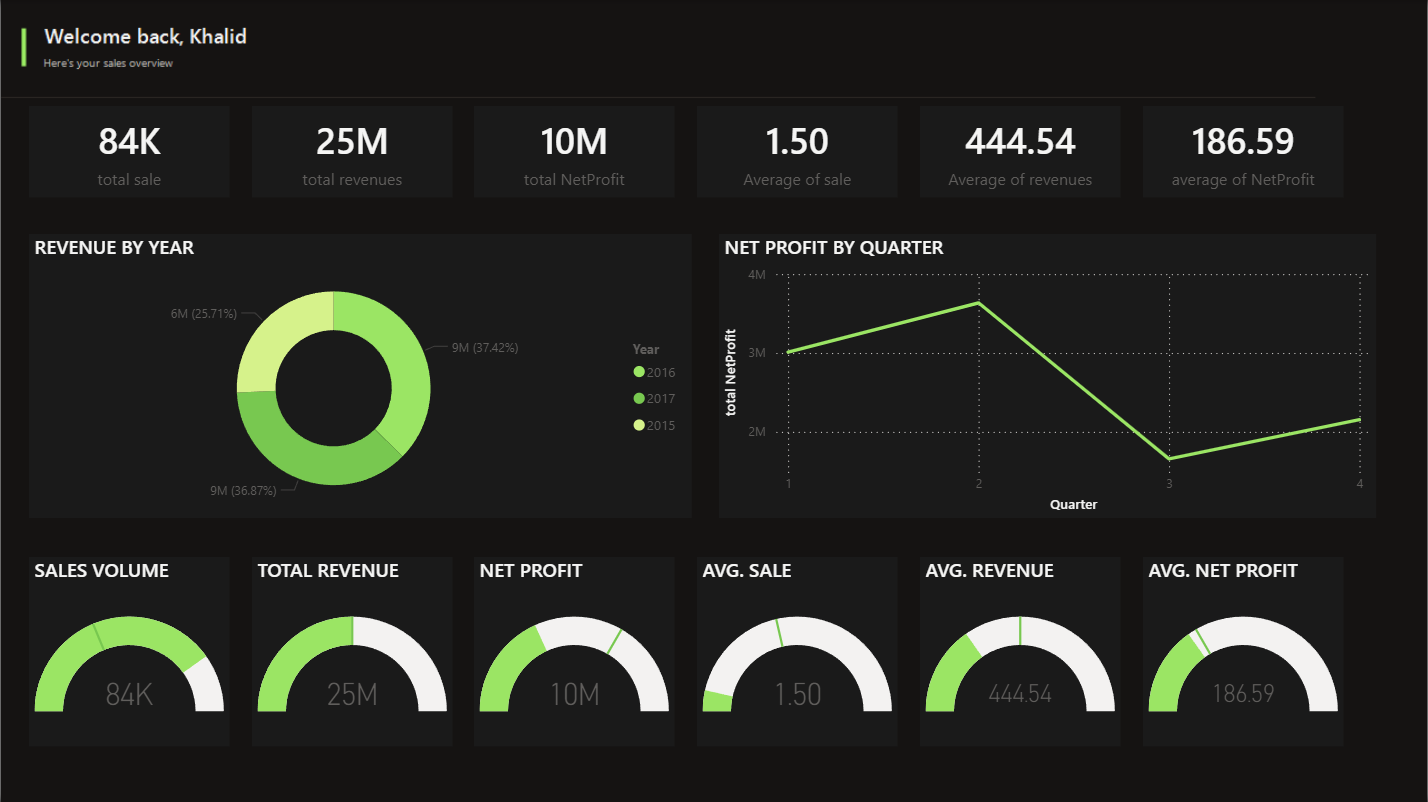 Welcome back, Khalid
Here's your sales overview
84K
total sale
25M
total revenues
10M
total NetProfit
1.50
Average of sale
444.54
Average of revenues
186.59
average of NetProfit
REVENUE BY YEAR
6M (25.71%)
9M (37.42%)
9M (36.87%)
Year
2016
2017
2015
NET PROFIT BY QUARTER
total NetProfit
4M
3M
2M
1
2
3
4
Quarter
SALES VOLUME
84K
TOTAL REVENUE
25M
NET PROFIT
10M
AVG. SALE
1.50
AVG. REVENUE
444.54
AVG. NET PROFIT
186.59